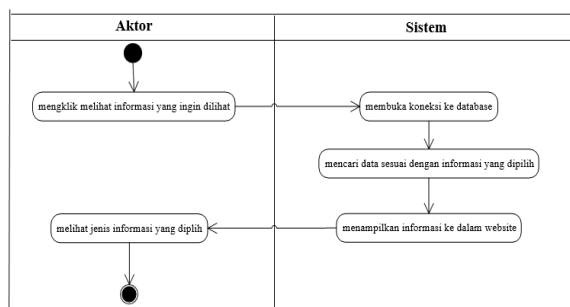 Aktor
Sistem
mengklik melihat informasi yang ingin dilihat
membuka koneksi ke database
mencari data sesuai dengan informasi yang dipilih
menampilkan informasi ke dalam website
melihat jenis informasi yang diplih